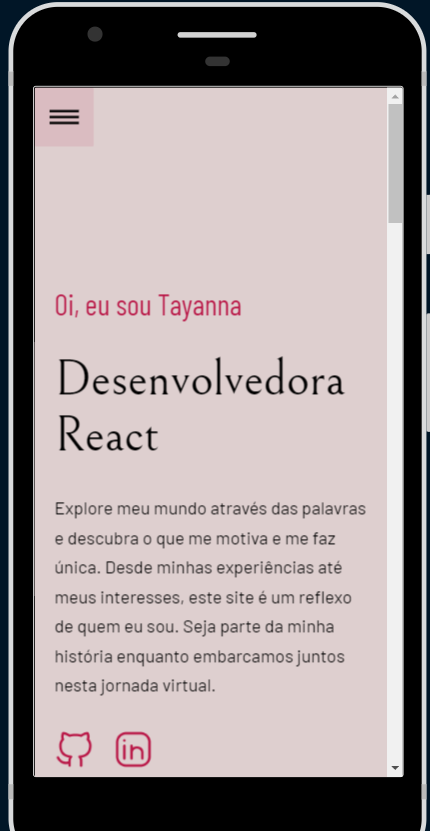 Oi, eu sou Tayanna
Desenvolvedora
React
Explore meu mundo através das palavras
e descubra o que me motiva e me faz
única. Desde minhas experiências até
meus interesses, este site é um reflexo
de quem eu sou. Seja parte da minha
história enquanto embarcamos juntos
nesta jornada virtual.
in